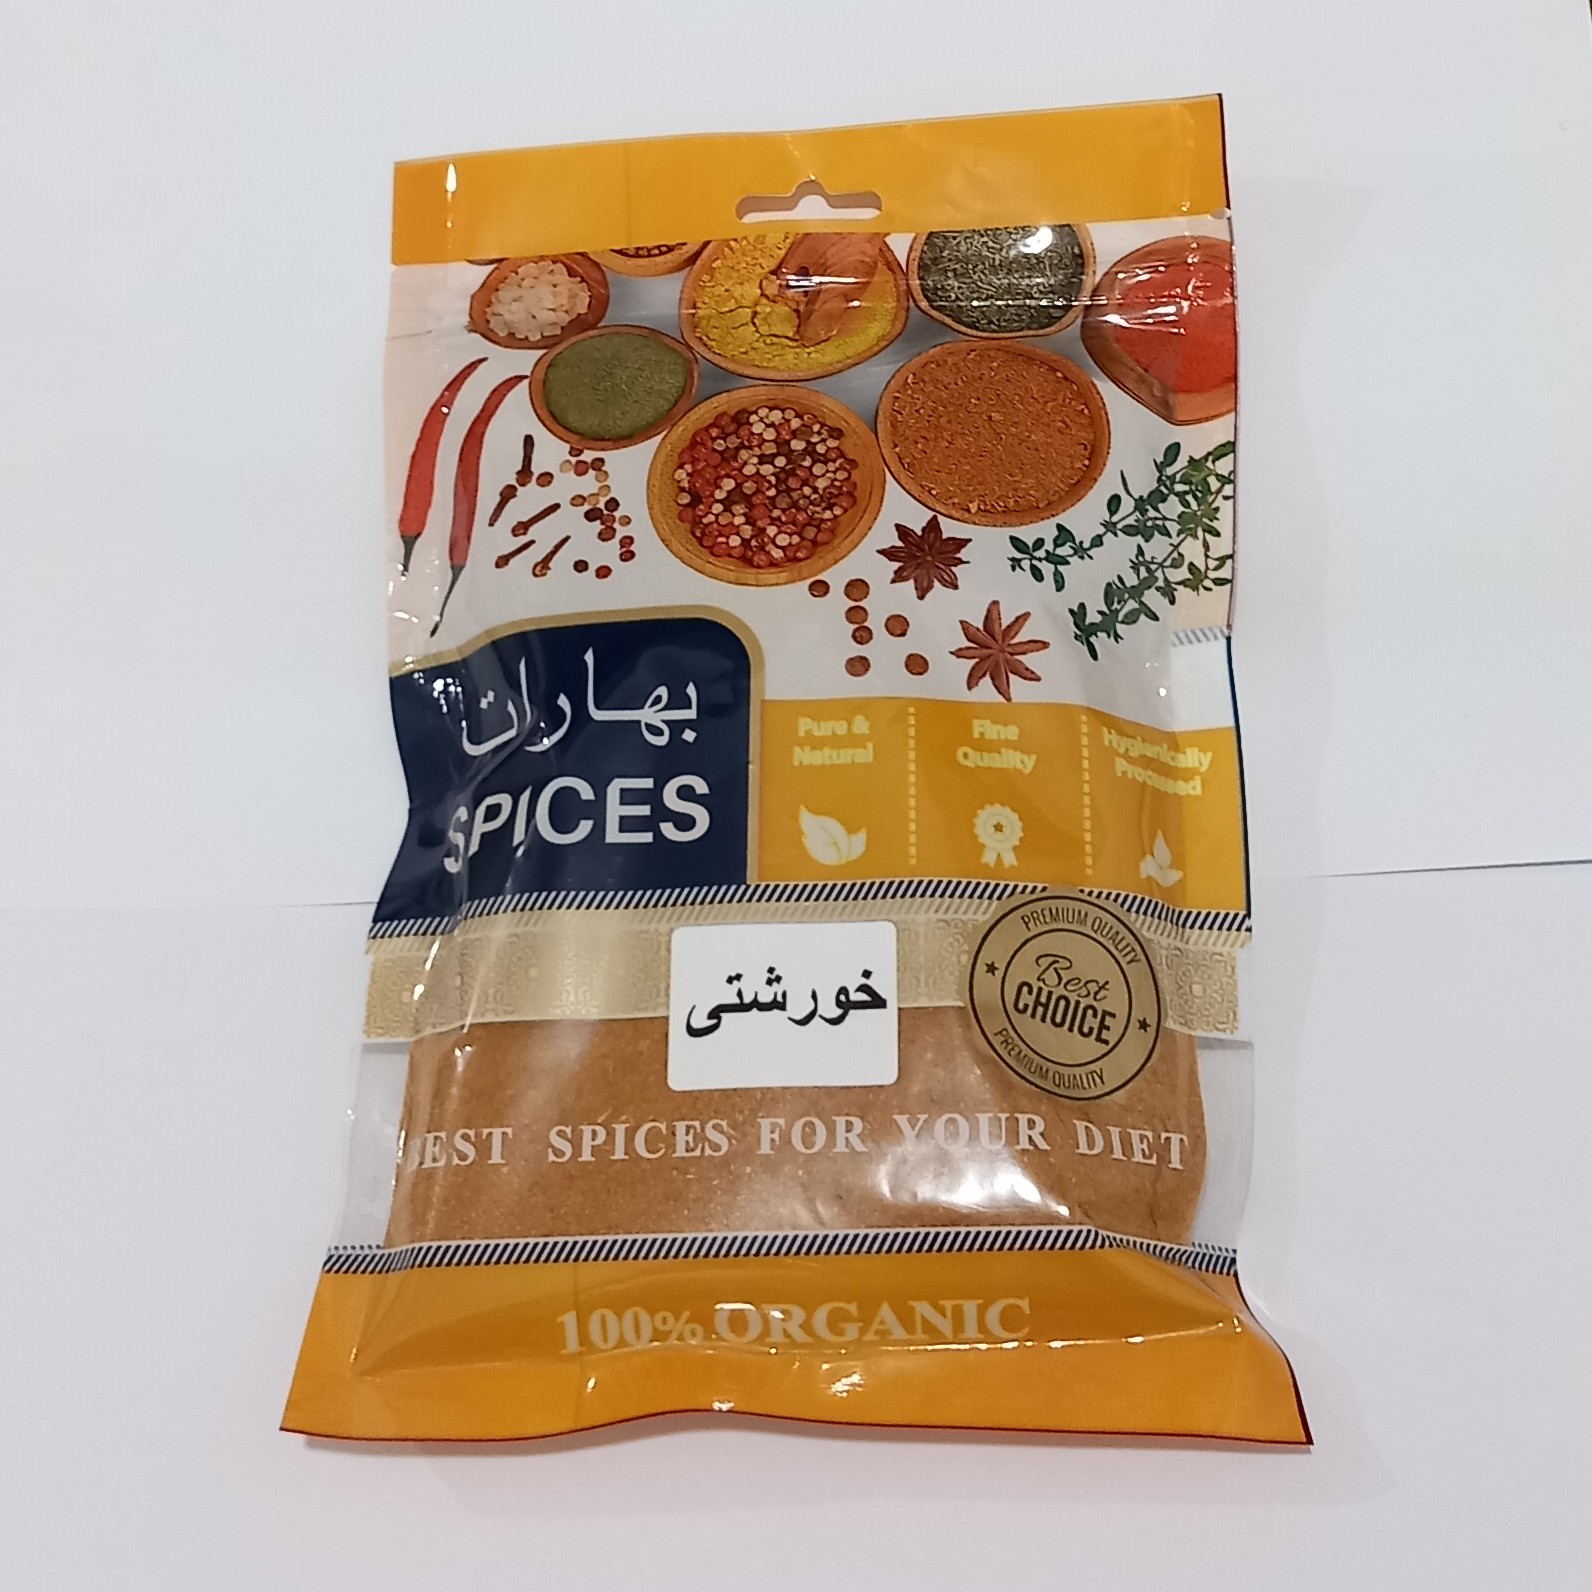 بهارات
SPICES
Pure &
Natural
Fine
Quality
Hygienically
Processed
PREMIUM QUALITY
Best
CHOICE
PREMIUM QUALITY
خورشتی
BEST SPICES FOR YOUR DIET
100% ORGANIC